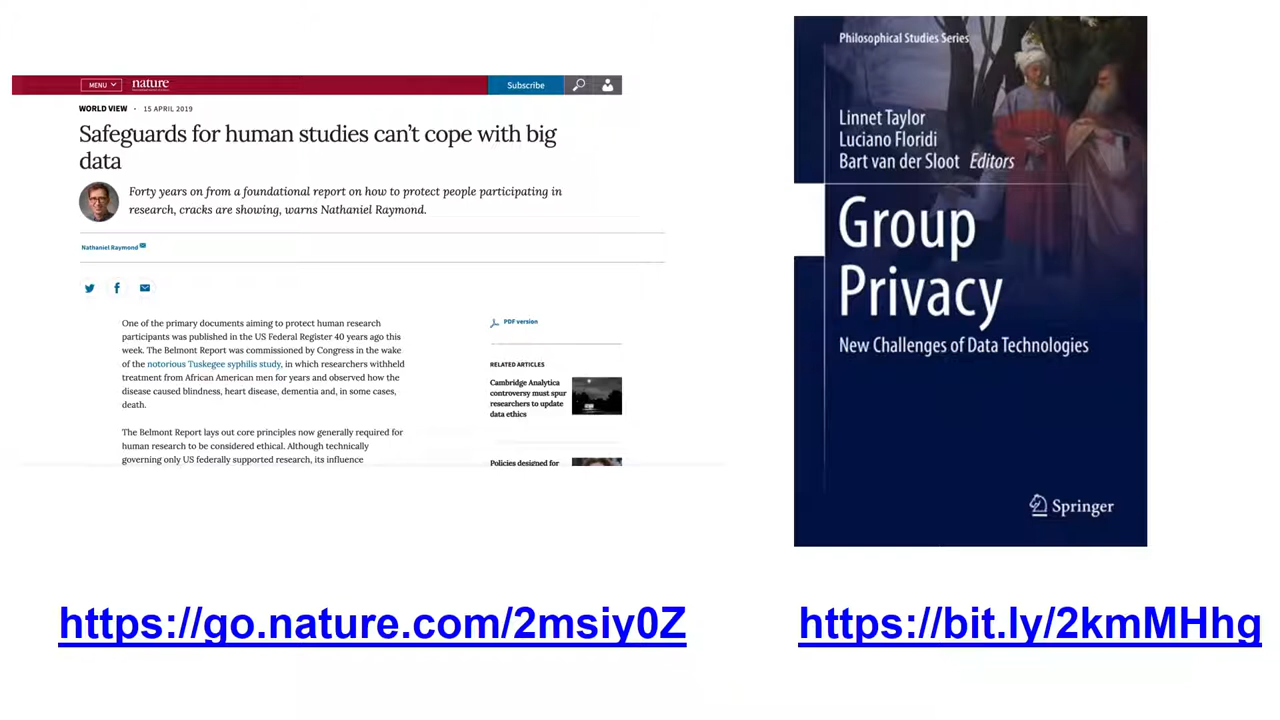 MENU
nature
Subscribe
WORLD VIEW · 15 APRIL 2019
Safeguards for human studies can’t cope with big
data
Forty years on from a foundational report on how to protect people participating in
research, cracks are showing, warns Nathaniel Raymond.
Nathaniel Raymond
One of the primary documents aiming to protect human research
participants was published in the US Federal Register 40 years ago this
week. The Belmont Report was commissioned by Congress in the wake
of the notorious Tuskegee syphilis study, in which researchers withheld
treatment from African American men for years and observed how the
disease caused blindness, heart disease, dementia and, in some cases,
death.
The Belmont Report lays out core principles now generally required for
human research to be considered ethical. Although technically
governing only US federally supported research, its influence
PDF version
RELATED ARTICLES
Cambridge Analytica
controversy must spur
researchers to update
data ethics
Policies designed for
Philosophical Studies Series
Linnet Taylor
Luciano Floridi
Bart van der Sloot Editors
Group
Privacy
New Challenges of Data Technologies
Springer
https://go.nature.com/2msiy0Z
https://bit.ly/2kmMHhg